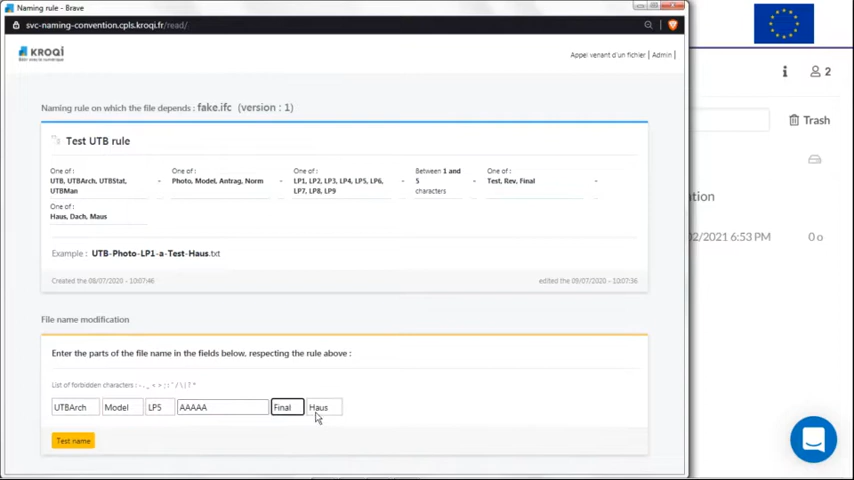 Naming rule - Brave
svc-naming-convention.cpls.kroqi.fr/read/
KROQI
Appel venant d'un fichier | Admin |
2
Naming rule on which the file depends : fake.ifc (version : 1)
Trash
Test UTB rule
One of :
UTB, UTBArch, UTBStat, UTBMan
-
One of :
Photo, Model, Antrag, Norm
-
One of :
LP1, LP2, LP3, LP4, LP5, LP6, LP7, LP8, LP9
-
Between 1 and 5 characters
-
One of :
Test, Rev, Final
-
One of :
Haus, Dach, Maus
tion
02/2021 6:53 PM
0 o
Example : UTB-Photo-LP1-a-Test-Haus.txt
Created the 08/07/2020 - 10:07:46
edited the 09/07/2020 - 10:07:36
File name modification
Enter the parts of the file name in the fields below, respecting the rule above :
List of forbidden characters : - . _ < > ; : " / \ | ? *
UTBArch Model LP5 AAAAA Final Haus
Test name